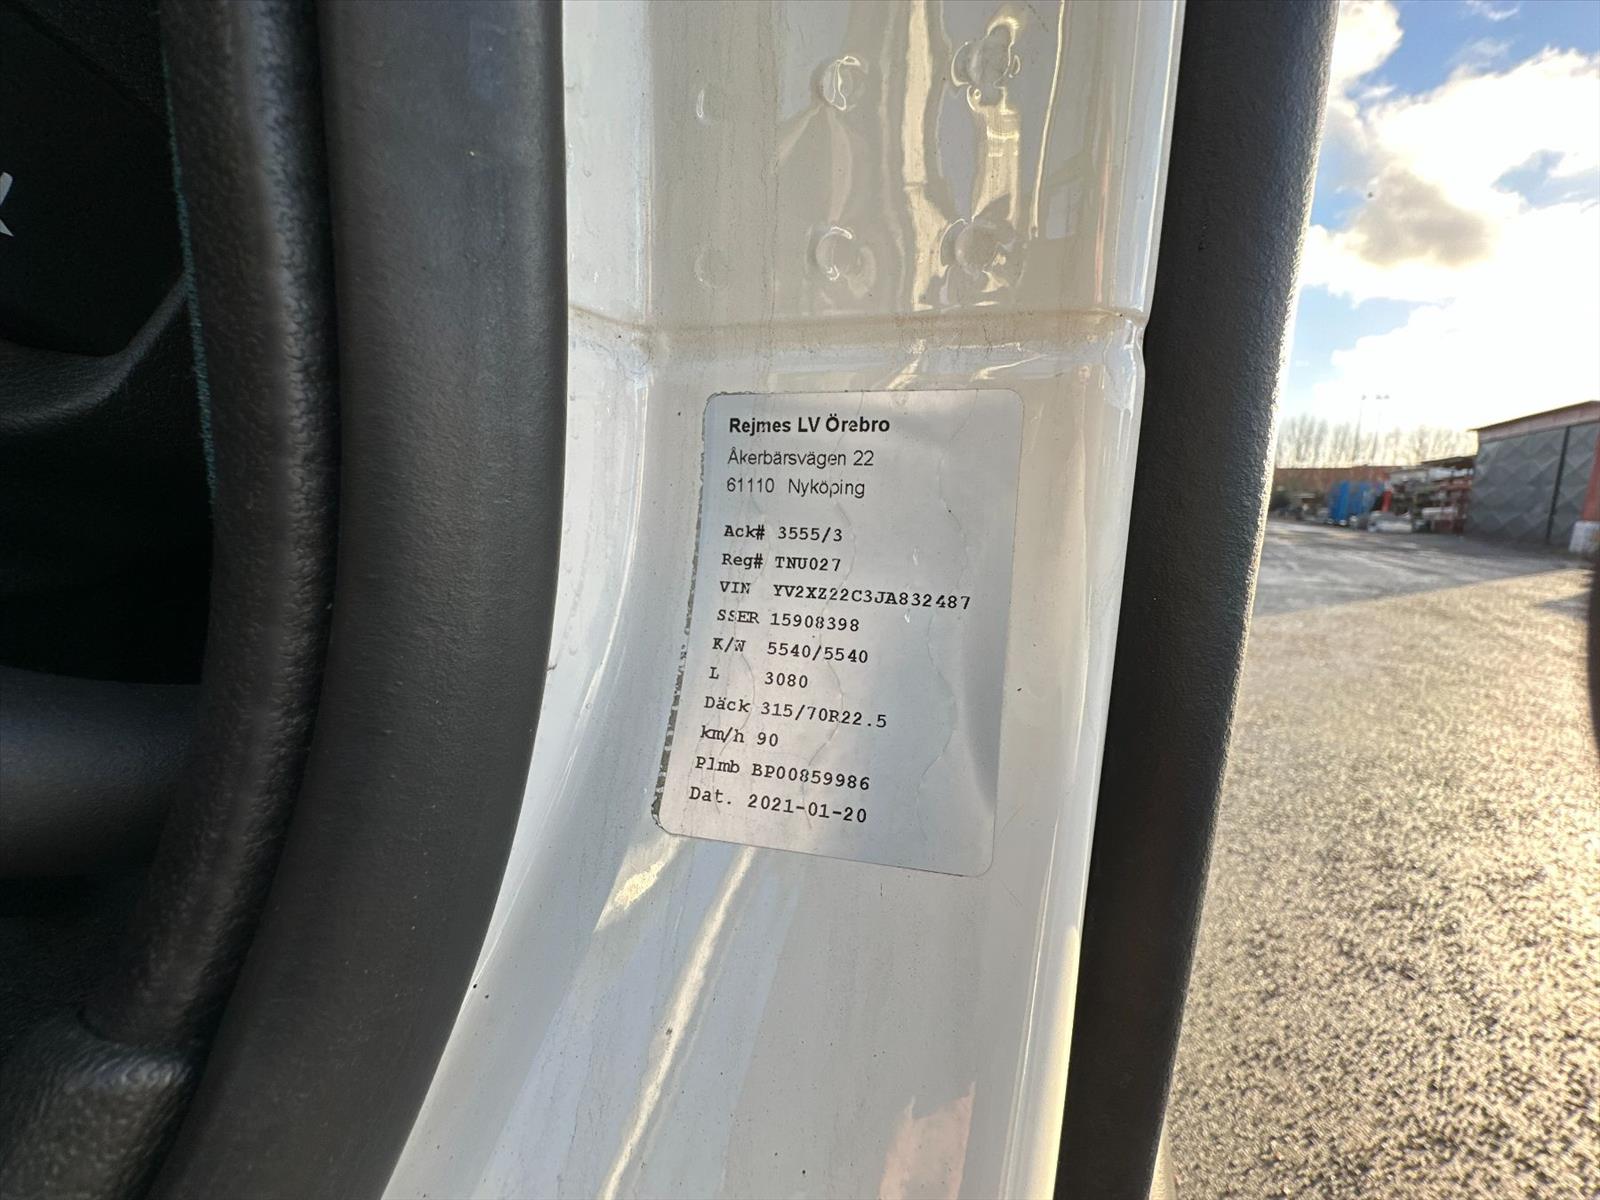 Rejmes LV Örebro
Åkerbärsvägen 22
61110 Nyköping
Ack# 3555/3
Reg# TNU027
VIN YV2XZ22C3JA832487
SSER 15908398
K/W 5540/5540
L 3080
Däck 315/70R22.5
km/h 90
Plmb BP00859986
Dat. 2021-01-20